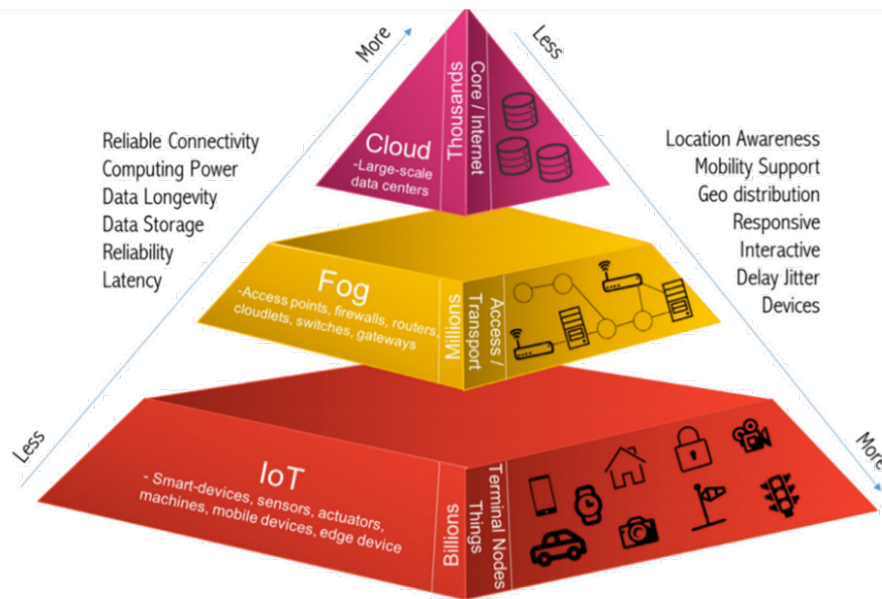 More
Less
Reliable Connectivity
Computing Power
Data Longevity
Data Storage
Reliability
Latency
Cloud
-Large-scale
data centers
Thousands
Core / Internet
Location Awareness
Mobility Support
Geo distribution
Responsive
Interactive
Delay Jitter
Devices
Fog
-Access points, firewalls, routers,
cloudlets, switches, gateways
Millions
Access /
Transport
Less
More
IoT
- Smart-devices, sensors, actuators,
machines, mobile devices, edge device
Billions
Terminal Nodes
Things